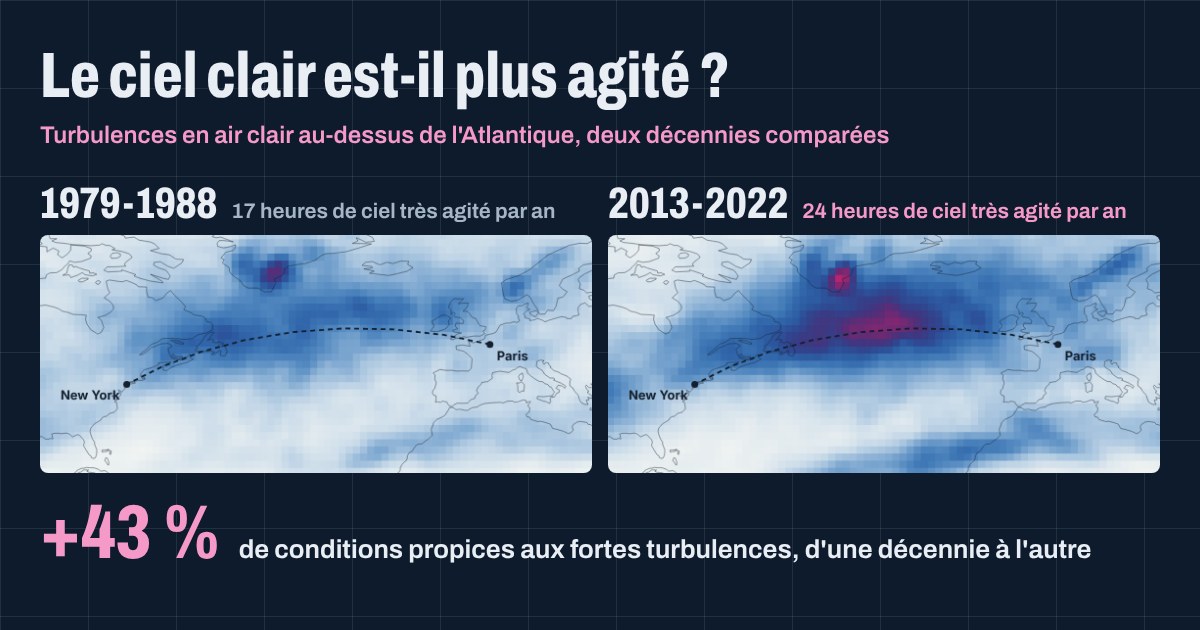 Le ciel clair est-il plus agité ?
Turbulences en air clair au-dessus de l'Atlantique, deux décennies comparées
1979-1988 17 heures de ciel très agité par an
2013-2022 24 heures de ciel très agité par an
Paris
New York
Paris
New York
+43 % de conditions propices aux fortes turbulences, d'une décennie à l'autre